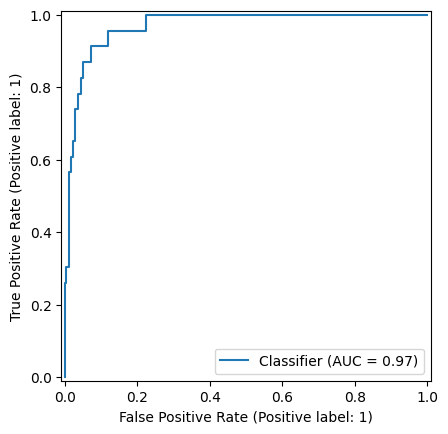 1.0
0.8
0.6
0.4
0.2
0.0
True Positive Rate (Positive label: 1)
Classifier (AUC = 0.97)
0.0 0.2 0.4 0.6 0.8 1.0
False Positive Rate (Positive label: 1)